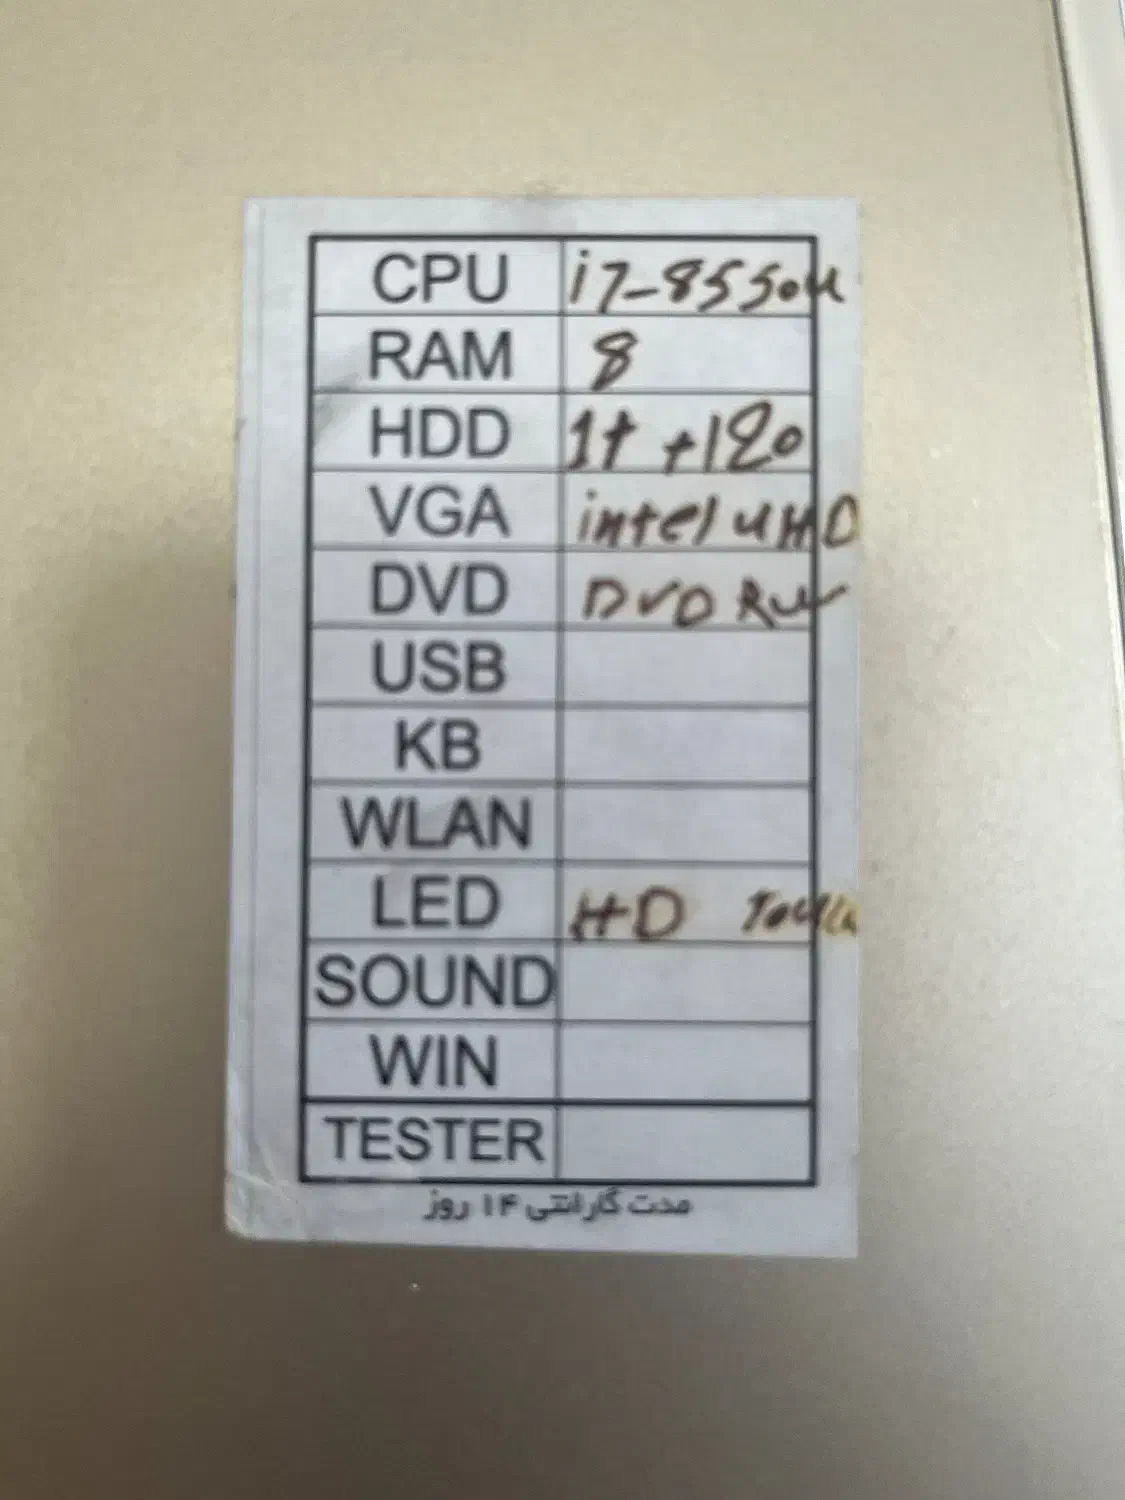 CPU i7-8550u
RAM 8
HDD 1t +120
VGA intel UHD
DVD DVD RW
USB
KB
WLAN
LED HD Touch
SOUND
WIN
TESTER
مدت گارانتی ۱۴ روز